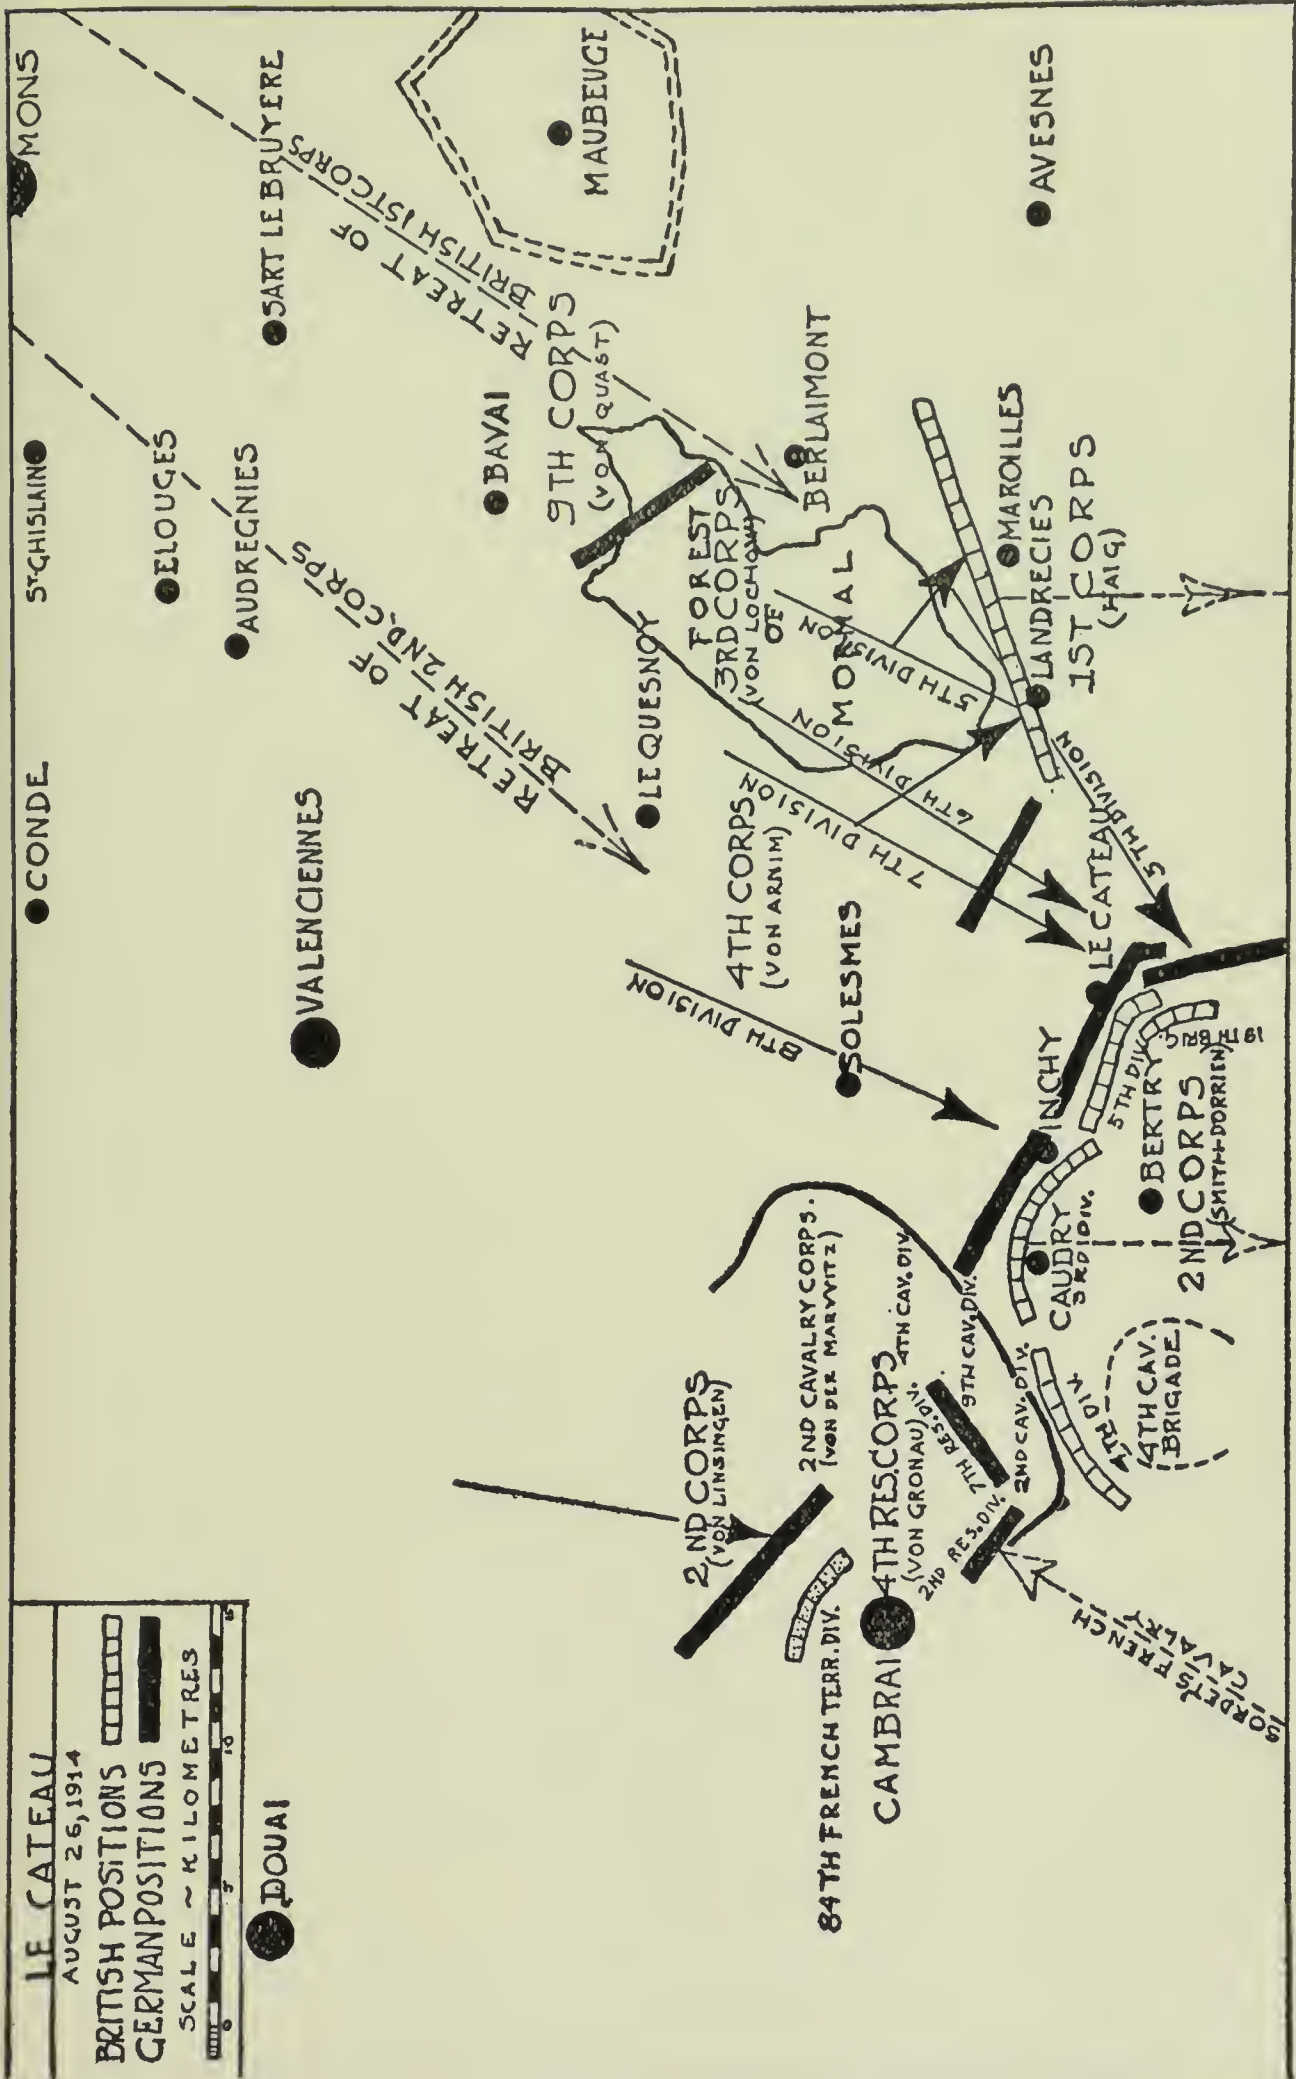 LE CATEAU
AUGUST 26, 1914
BRITISH POSITIONS
GERMAN POSITIONS
SCALE ~ KILOMETRES
0 5 10 15
DOUAI
CONDE
ST. GHISLAIN
MONS
VALENCIENNES
ELOUGES
AUDREGNIES
SART LE BRUYERE
RETREAT OF
BRITISH 2ND. CORPS
RETREAT OF
BRITISH 1ST CORPS
BAVAI
MAUBEUGE
9TH CORPS
(VON QUAST)
LE QUESNOY
FOREST
3RD CORPS
(VON LOCHOW)
OF
MORMAL
BERLAIMONT
AVESNES
5TH DIVISION
6TH DIVISION
7TH DIVISION
4TH CORPS
(VON ARNIM)
8TH DIVISION
SOLESMES
MAROILLES
LANDRECIES
1ST CORPS
(HAIG)
5TH DIVISION
LE CATEAU
2ND CORPS
(VON LINSINGEN)
2ND CAVALRY CORPS.
(VON DER MARWITZ)
84TH FRENCH TERR. DIV.
CAMBRAI
4TH RES. CORPS
(VON GRONAU)
4TH CAV. DIV.
7TH RES. DIV.
9TH CAV. DIV.
2ND RES. DIV.
2ND CAV. DIV.
INCHY
CAUDRY
3RD DIV.
5TH DIV.
BERTRY
19TH BRIG.
2ND CORPS
(SMITH-DORRIEN)
4TH DIV.
4TH CAV.
BRIGADE
SORDETS FRENCH
CAVALRY